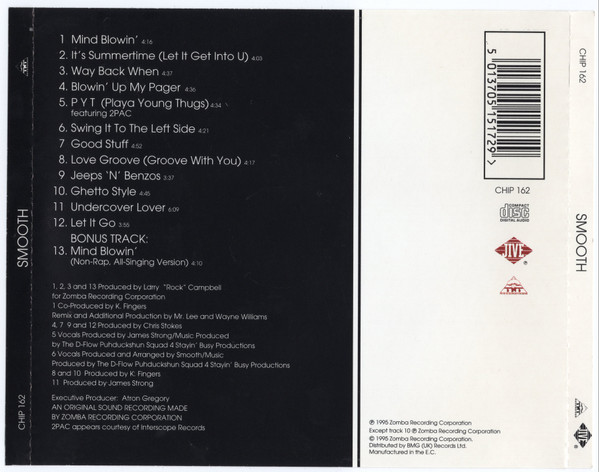 1 Mind Blowin' 4:16
2. It's Summertime (Let It Get Into U) 4:03
3. Way Back When 4:37
4. Blowin' Up My Pager 4:36
5. P Y T (Playa Young Thugs) 4:34
featuring 2PAC
6. Swing It To The Left Side 4:21
7 Good Stuff 4:52
8. Love Groove (Groove With You) 4:17
9 Jeeps 'N' Benzos 3:37
10. Ghetto Style 4:45
11 Undercover Lover 6:09
12. Let It Go 3:55
BONUS TRACK:
13. Mind Blowin'
(Non-Rap, All-Singing Version) 4:10
1, 2, 3 and 13 Produced by Larry "Rock" Campbell
for Zomba Recording Corporation
1 Co-Produced by K. Fingers
Remix and Additional Production by Mr. Lee and Wayne Williams
4, 7 9 and 12 Produced by Chris Stokes
5 Vocals Produced by James Strong/Music Produced
by The D-Flow Puhduckshun Squad 4 Stayin' Busy Productions
6 Vocals Produced and Arranged by Smooth/Music
Produced by The D-Flow Puhduckshun Squad 4 Stayin' Busy Productions
8 and 10 Produced by K. Fingers
11 Produced by James Strong
Executive Producer: Atron Gregory
AN ORIGINAL SOUND RECORDING MADE
BY ZOMBA RECORDING CORPORATION
2PAC appears courtesy of Interscope Records
SMOOTH
CHIP 162
5 013705 151729 >
CHIP 162
COMPACT
disc
DIGITAL AUDIO
JIVE
®
℗ 1995 Zomba Recording Corporation
Except track 10 ℗ Zomba Recording Corporation
© 1995 Zomba Recording Corporation.
Distributed by BMG (UK) Records Ltd.
Manufactured in the E.C.
CHIP 162
SMOOTH
JIVE